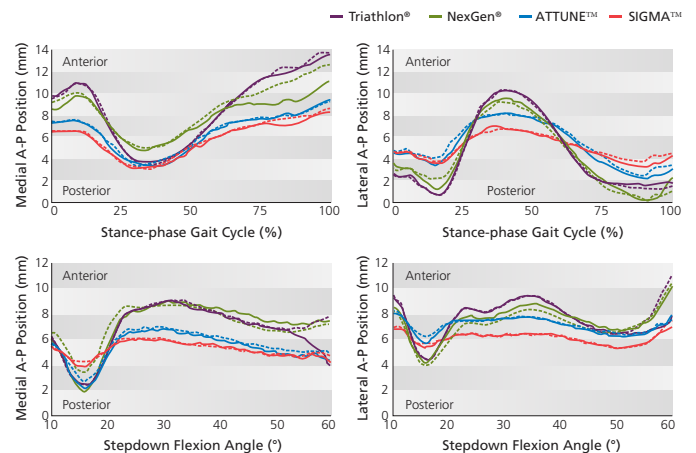 Triathlon® NexGen® ATTUNE™ SIGMA™
Medial A-P Position (mm)
14
12
10
8
6
4
2
0
Anterior
Posterior
0 25 50 75 100
Stance-phase Gait Cycle (%)
Lateral A-P Position (mm)
14
12
10
8
6
4
2
0
Anterior
Posterior
0 25 50 75 100
Stance-phase Gait Cycle (%)
Medial A-P Position (mm)
12
10
8
6
4
2
0
Anterior
Posterior
10 20 30 40 50 60
Stepdown Flexion Angle (°)
Lateral A-P Position (mm)
12
10
8
6
4
2
0
Anterior
Posterior
10 20 30 40 50 60
Stepdown Flexion Angle (°)